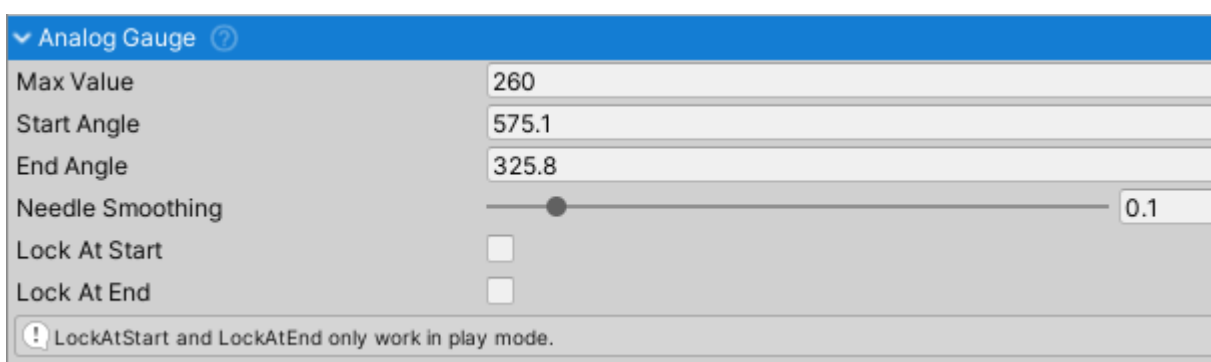 Analog Gauge ?
Max Value 260
Start Angle 575.1
End Angle 325.8
Needle Smoothing 0.1
Lock At Start
Lock At End
! LockAtStart and LockAtEnd only work in play mode.